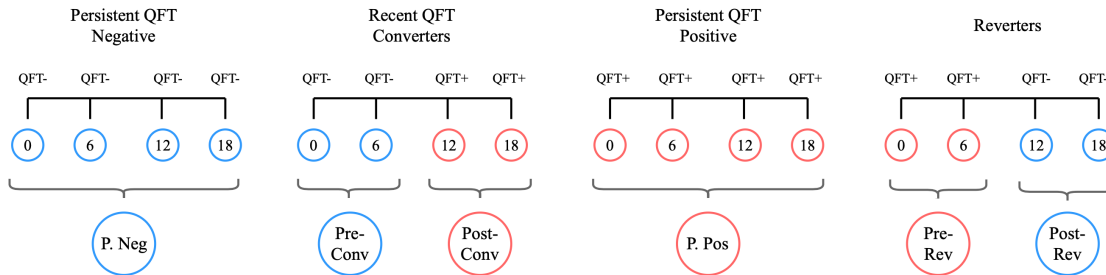 Persistent QFT
Negative
Recent QFT
Converters
Persistent QFT
Positive
Reverters
QFT- QFT- QFT- QFT-
QFT- QFT- QFT+ QFT+
QFT+ QFT+ QFT+ QFT+
QFT+ QFT+ QFT- QFT-
0 6 12 18
0 6 12 18
0 6 12 18
0 6 12 18
P. Neg
Pre-
Conv
Post-
Conv
P. Pos
Pre-
Rev
Post-
Rev